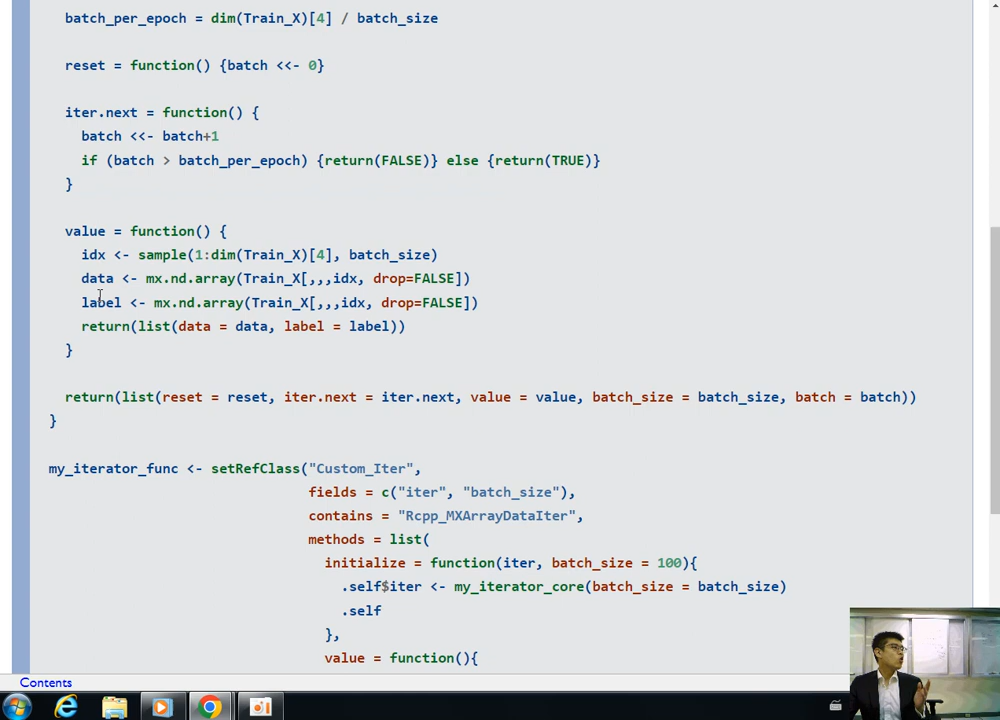 batch_per_epoch = dim(Train_X)[4] / batch_size
reset = function() {batch <<- 0}
iter.next = function() {
batch <<- batch+1
if (batch > batch_per_epoch) {return(FALSE)} else {return(TRUE)}
}
value = function() {
idx <- sample(1:dim(Train_X)[4], batch_size)
data <- mx.nd.array(Train_X[,,,idx, drop=FALSE])
label <- mx.nd.array(Train_X[,,,idx, drop=FALSE])
return(list(data = data, label = label))
}
return(list(reset = reset, iter.next = iter.next, value = value, batch_size = batch_size, batch = batch))
}
my_iterator_func <- setRefClass("Custom_Iter",
fields = c("iter", "batch_size"),
contains = "Rcpp_MXArrayDataIter",
methods = list(
initialize = function(iter, batch_size = 100){
.self$iter <- my_iterator_core(batch_size = batch_size)
.self
},
value = function(){
Contents